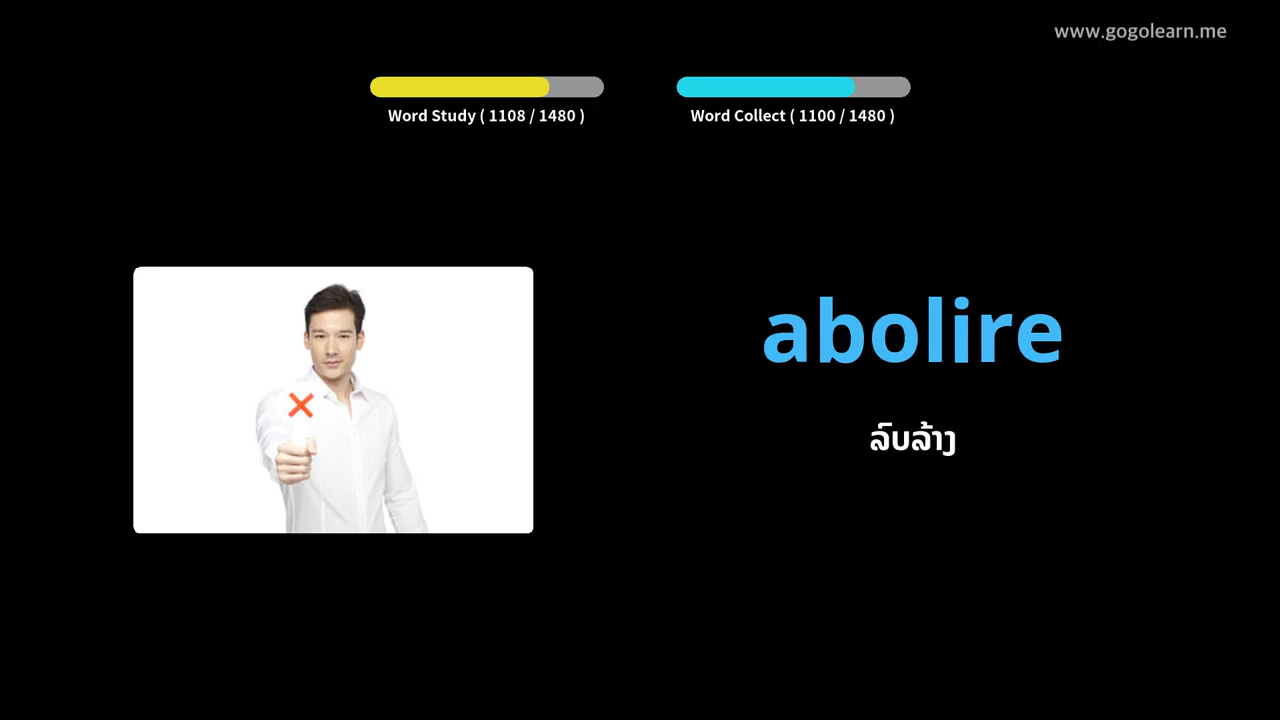 www.gogolearn.me
Word Study ( 1108 / 1480 )
Word Collect ( 1100 / 1480 )
abolire
ລົບລ້າງ